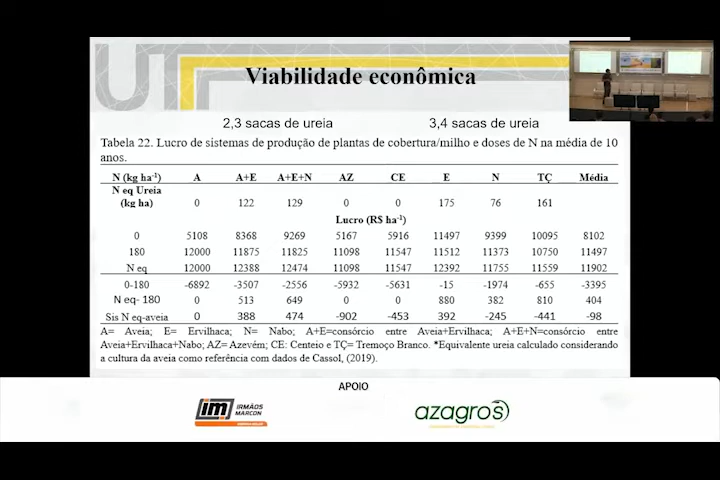 UTF
Viabilidade econômica
2,3 sacas de ureia 3,4 sacas de ureia
Tabela 22. Lucro de sistemas de produção de plantas de cobertura/milho e doses de N na média de 10
anos.
N (kg ha⁻¹) A A+E A+E+N AZ CE E N TÇ Média
N eq Ureia
(kg ha) 0 122 129 0 0 175 76 161
Lucro (R$ ha⁻¹)
0 5108 8368 9269 5167 5916 11497 9399 10095 8102
180 12000 11875 11825 11098 11547 11512 11373 10750 11497
N eq 12000 12388 12474 11098 11547 12392 11755 11559 11902
0-180 -6892 -3507 -2556 -5932 -5631 -15 -1974 -655 -3395
N eq- 180 0 513 649 0 0 880 382 810 404
Sis N eq-aveia 0 388 474 -902 -453 392 -245 -441 -98
A= Aveia; E= Ervilhaca; N= Nabo; A+E=consórcio entre Aveia+Ervilhaca; A+E+N=consórcio entre
Aveia+Ervilhaca+Nabo; AZ= Azevém; CE: Centeio e TÇ= Tremoço Branco. *Equivalente ureia calculado considerando
a cultura da aveia como referência com dados de Cassol, (2019).
APOIO
im IRMÃOS
MARCON
azagros